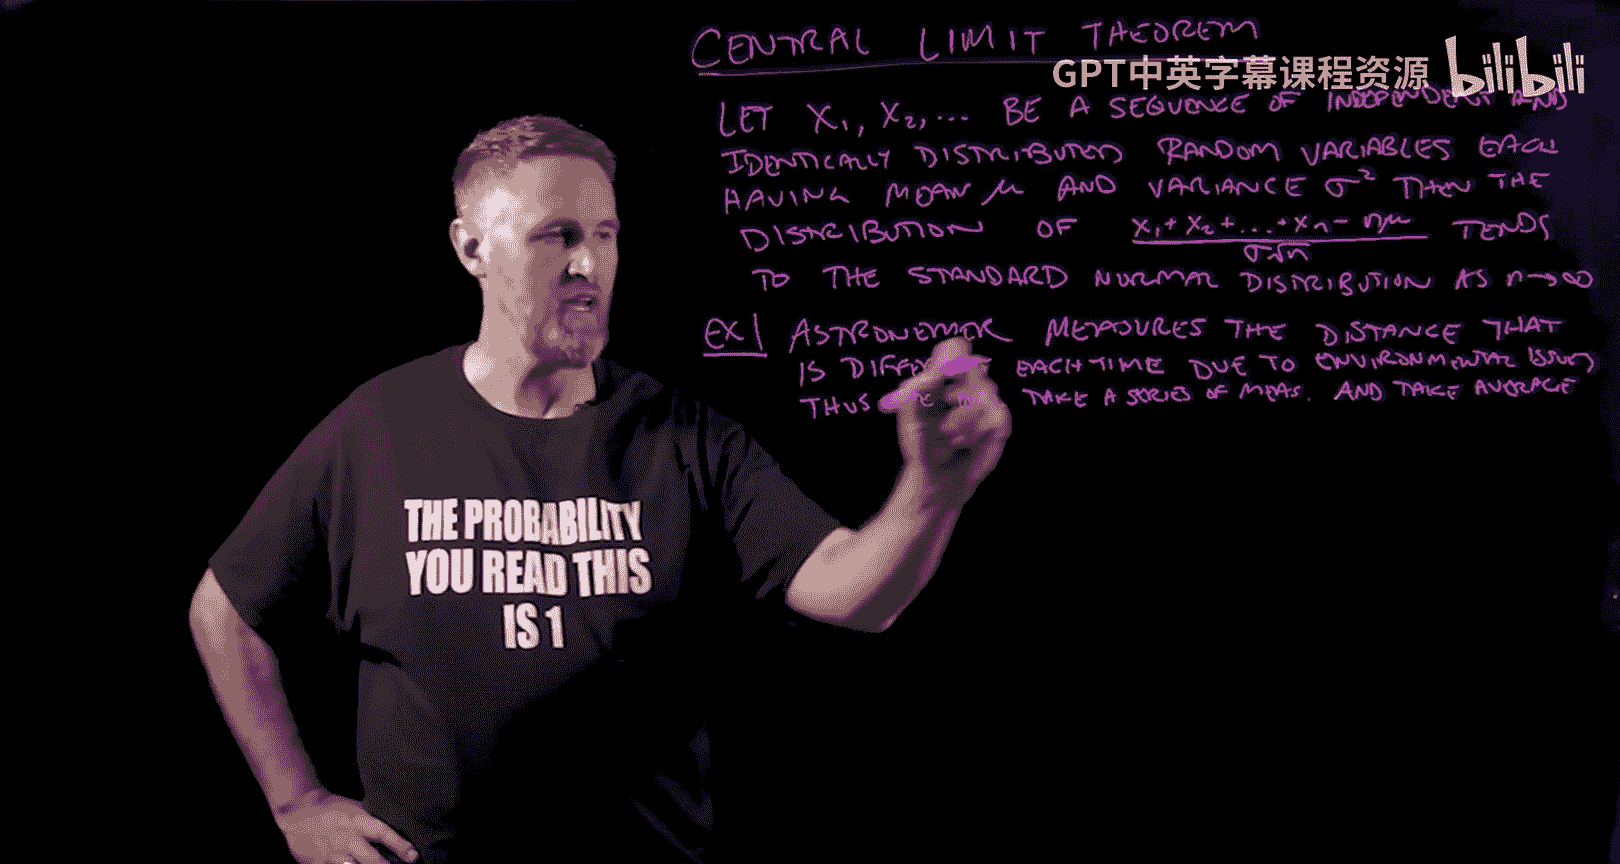 CENTRAL LIMIT THEOREM
GPT中英字幕课程资源 bilibili
LET X₁, X₂, ... BE A SEQUENCE OF INDEPENDENT AND
IDENTICALLY DISTRIBUTED RANDOM VARIABLES EACH
HAVING MEAN μ AND VARIANCE σ² THEN THE
DISTRIBUTION OF (X₁+X₂+...+Xn - nμ)/(σ√n) TENDS
TO THE STANDARD NORMAL DISTRIBUTION AS n→∞
EX1 ASTRONOMER MEASURES THE DISTANCE THAT
IS EACH TIME DUE TO ENVIRONMENTAL ISSUES
THUS TAKE A SERIES OF MEAS. AND TAKE AVERAGE
THE PROBABILITY
YOU READ THIS
IS 1